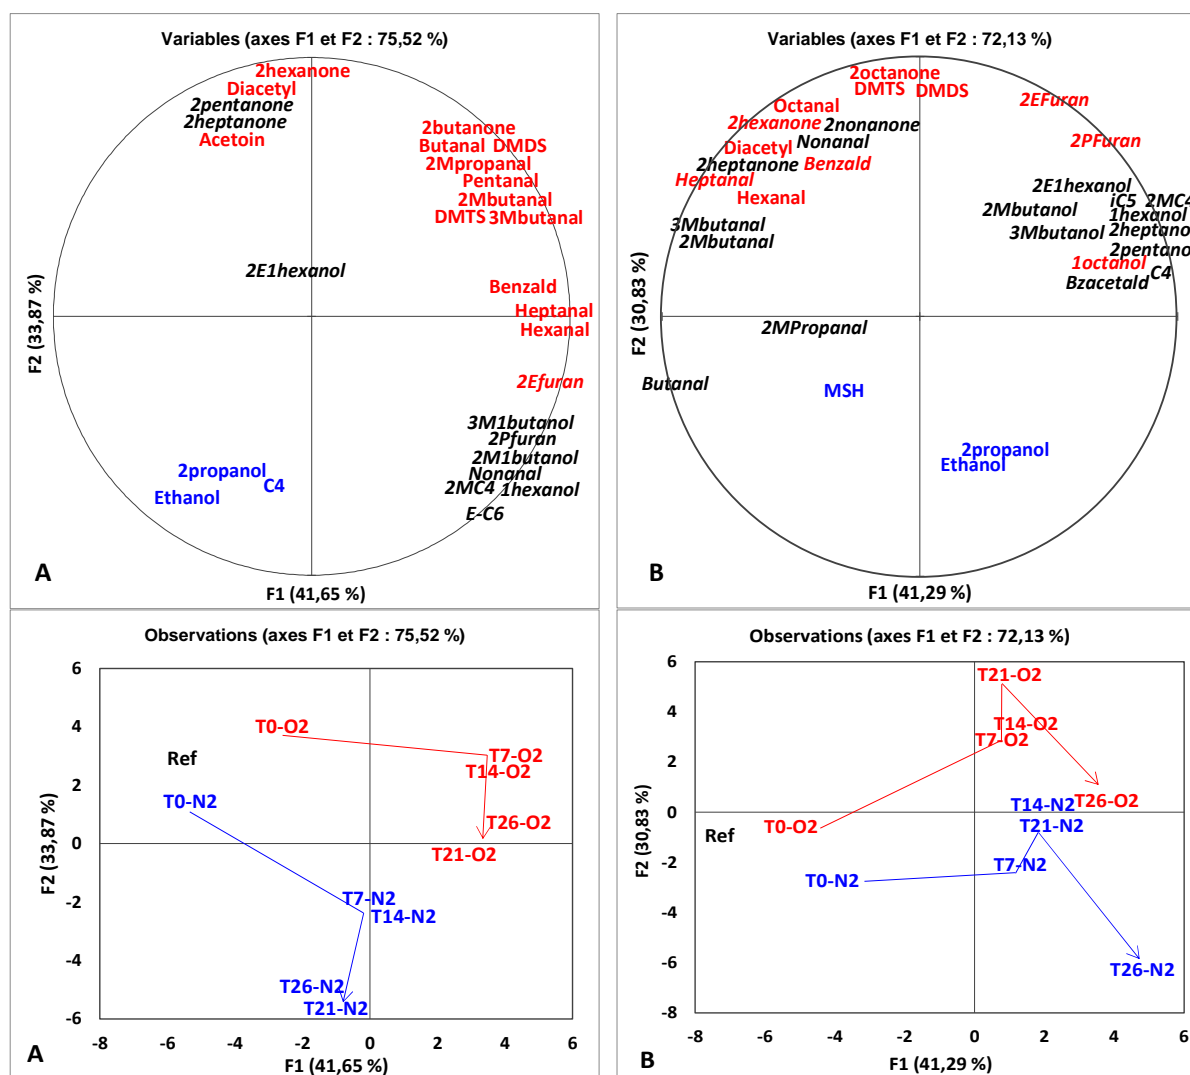 Variables (axes F1 et F2 : 75,52 %)
2hexanone
Diacetyl
2pentanone
2heptanone
Acetoin
2butanone
Butanal DMDS
2Mpropanal
Pentanal
2Mbutanal
DMTS 3Mbutanal
2E1hexanol
Benzald
Heptanal
Hexanal
2Efuran
3M1butanol
2Pfuran
2M1butanol
Nonanal
2MC4 1hexanol
E-C6
2propanol
C4
Ethanol
F2 (33,87 %)
A
F1 (41,65 %)
Variables (axes F1 et F2 : 72,13 %)
2octanone
DMTS DMDS
Octanal
2EFuran
2hexanone 2nonanone
Nonanal
2PFuran
Diacetyl
2heptanone Benzald
Heptanal
Hexanal
2E1hexanol
iC5 2MC4
2Mbutanol 1hexanol
3Mbutanol 2heptano
2pentano
1octanol
C4
Bzacetald
3Mbutanal
2Mbutanal
2MPropanal
Butanal
MSH
2propanol
Ethanol
F2 (30,83 %)
B
F1 (41,29 %)
Observations (axes F1 et F2 : 75,52 %)
6
4
2
0
-2
-4
-6
T0-O2
Ref
T0-N2
T7-O2
T14-O2
T26-O2
T21-O2
T7-N2
T14-N2
T26-N2
T21-N2
F2 (33,87 %)
-8 -6 -4 -2 0 2 4 6
A
F1 (41,65 %)
Observations (axes F1 et F2 : 72,13 %)
6
4
2
0
-2
-4
-6
-8
T21-O2
T14-O2
T7-O2
T26-O2
T14-N2
T21-N2
T0-O2
Ref
T7-N2
T0-N2
T26-N2
F2 (30,83 %)
-8 -6 -4 -2 0 2 4 6
B
F1 (41,29 %)